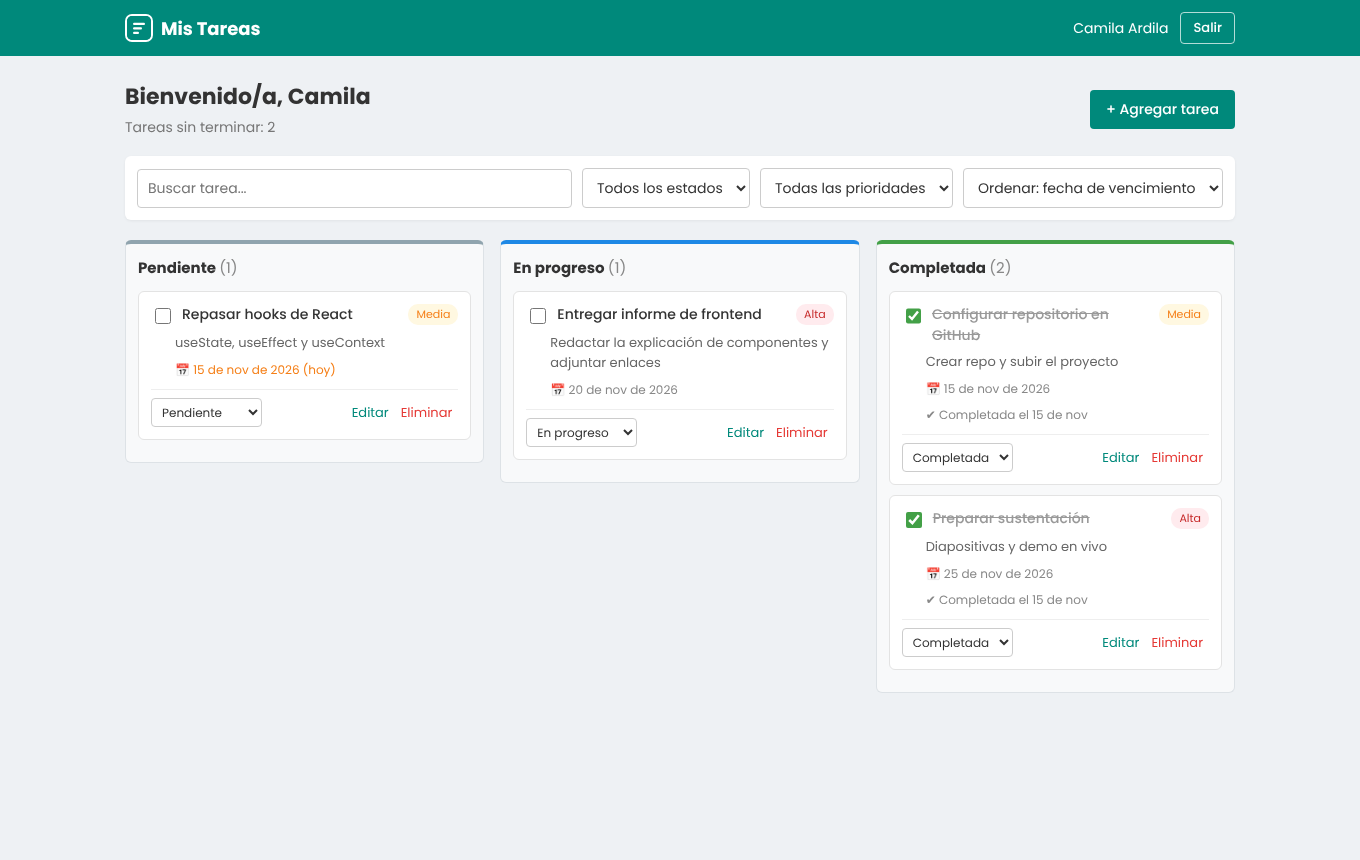 Mis Tareas
Camila Ardila
Salir
Bienvenido/a, Camila
Tareas sin terminar: 2
+ Agregar tarea
Buscar tarea...
Todos los estados
Todas las prioridades
Ordenar: fecha de vencimiento
Pendiente (1)
Repasar hooks de React
Media
useState, useEffect y useContext
📅 15 de nov de 2026 (hoy)
Pendiente
Editar
Eliminar
En progreso (1)
Entregar informe de frontend
Alta
Redactar la explicación de componentes y
adjuntar enlaces
📅 20 de nov de 2026
En progreso
Editar
Eliminar
Completada (2)
Configurar repositorio en
GitHub
Media
Crear repo y subir el proyecto
📅 15 de nov de 2026
✔ Completada el 15 de nov
Completada
Editar
Eliminar
Preparar sustentación
Alta
Diapositivas y demo en vivo
📅 25 de nov de 2026
✔ Completada el 15 de nov
Completada
Editar
Eliminar